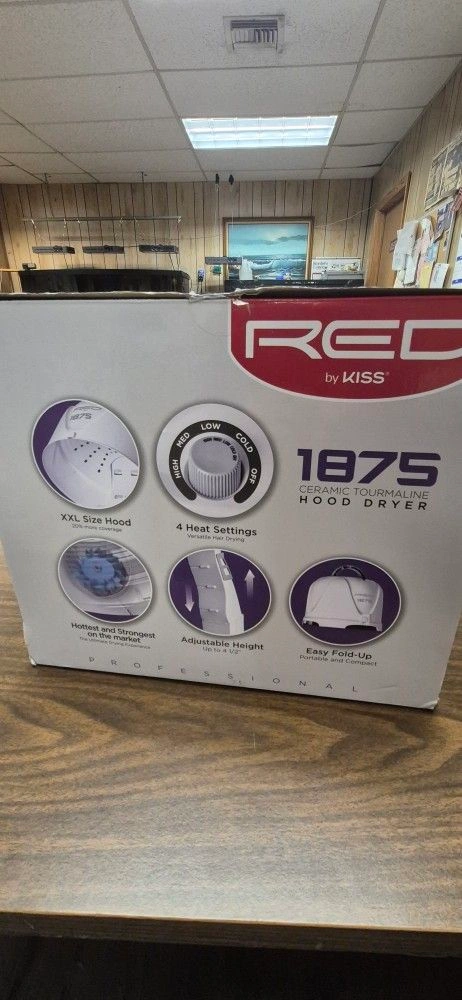 RED
by KISS®
1875
CERAMIC TOURMALINE
HOOD DRYER
RED
1875
XXL Size Hood
20% more coverage
HIGH MED LOW COLD OFF
4 Heat Settings
Versatile Hair Drying
Hottest and Strongest
on the market
The Ultimate Drying Experience
Adjustable Height
Up to 4 1/2"
1875
Easy Fold-Up
Portable and Compact
PROFESSIONAL